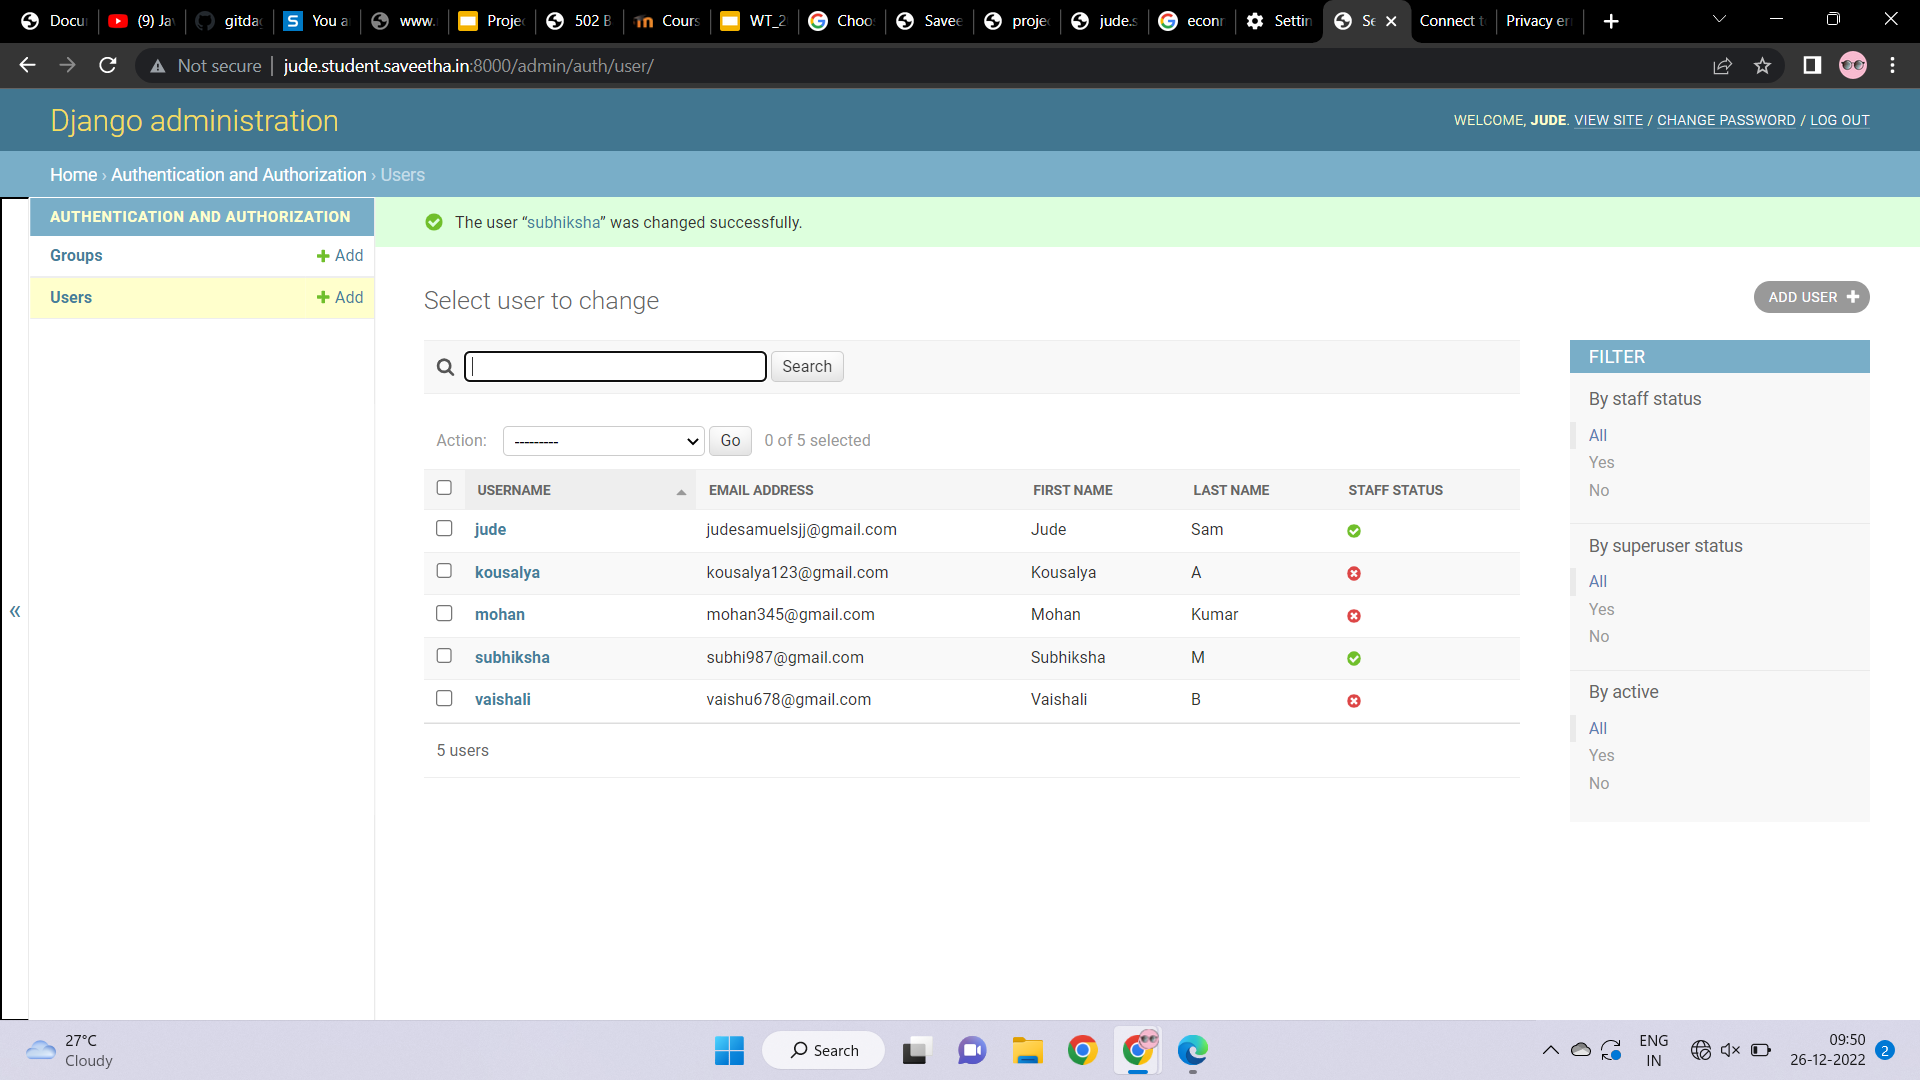 Docu (9) Ja gitda You a www. Proje 502 B Cours WT_2 Choo Savee proje jude.s econr Settin Se Connect t Privacy er
Not secure jude.student.saveetha.in:8000/admin/auth/user/
Django administration
WELCOME, JUDE. VIEW SITE / CHANGE PASSWORD / LOG OUT
Home › Authentication and Authorization › Users
AUTHENTICATION AND AUTHORIZATION
Groups + Add
Users + Add
«
The user “subhiksha” was changed successfully.
Select user to change
ADD USER +
Search
Action: --------- Go 0 of 5 selected
USERNAME EMAIL ADDRESS FIRST NAME LAST NAME STAFF STATUS
jude judesamuelsjj@gmail.com Jude Sam
kousalya kousalya123@gmail.com Kousalya A
mohan mohan345@gmail.com Mohan Kumar
subhiksha subhi987@gmail.com Subhiksha M
vaishali vaishu678@gmail.com Vaishali B
5 users
FILTER
By staff status
All
Yes
No
By superuser status
All
Yes
No
By active
All
Yes
No
27°C
Cloudy
Search
ENG
IN
09:50
26-12-2022
2